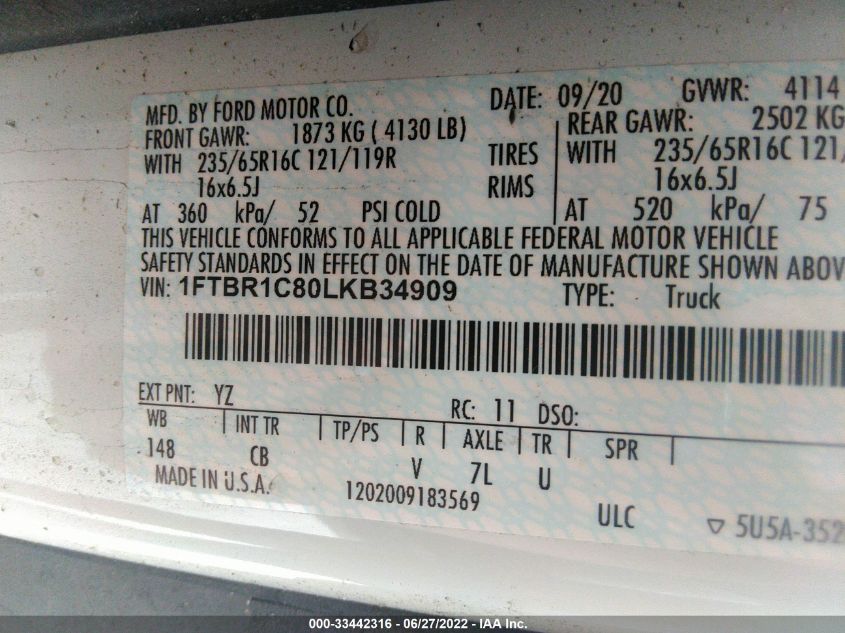 MFD. BY FORD MOTOR CO. DATE: 09/20 GVWR: 4114
FRONT GAWR: 1873 KG ( 4130 LB) REAR GAWR: 2502 KG
WITH 235/65R16C 121/119R TIRES WITH 235/65R16C 121/
16x6.5J RIMS 16x6.5J
AT 360 kPa/ 52 PSI COLD AT 520 kPa/ 75
THIS VEHICLE CONFORMS TO ALL APPLICABLE FEDERAL MOTOR VEHICLE
SAFETY STANDARDS IN EFFECT ON THE DATE OF MANUFACTURE SHOWN ABOV
VIN: 1FTBR1C80LKB34909 TYPE: Truck
EXT PNT: YZ RC: 11 DSO:
WB INT TR TP/PS R AXLE TR SPR
148 CB V 7L U
MADE IN U.S.A. 1202009183569 ULC ▽ 5U5A-352
000-33442316 - 06/27/2022 - IAAI.com